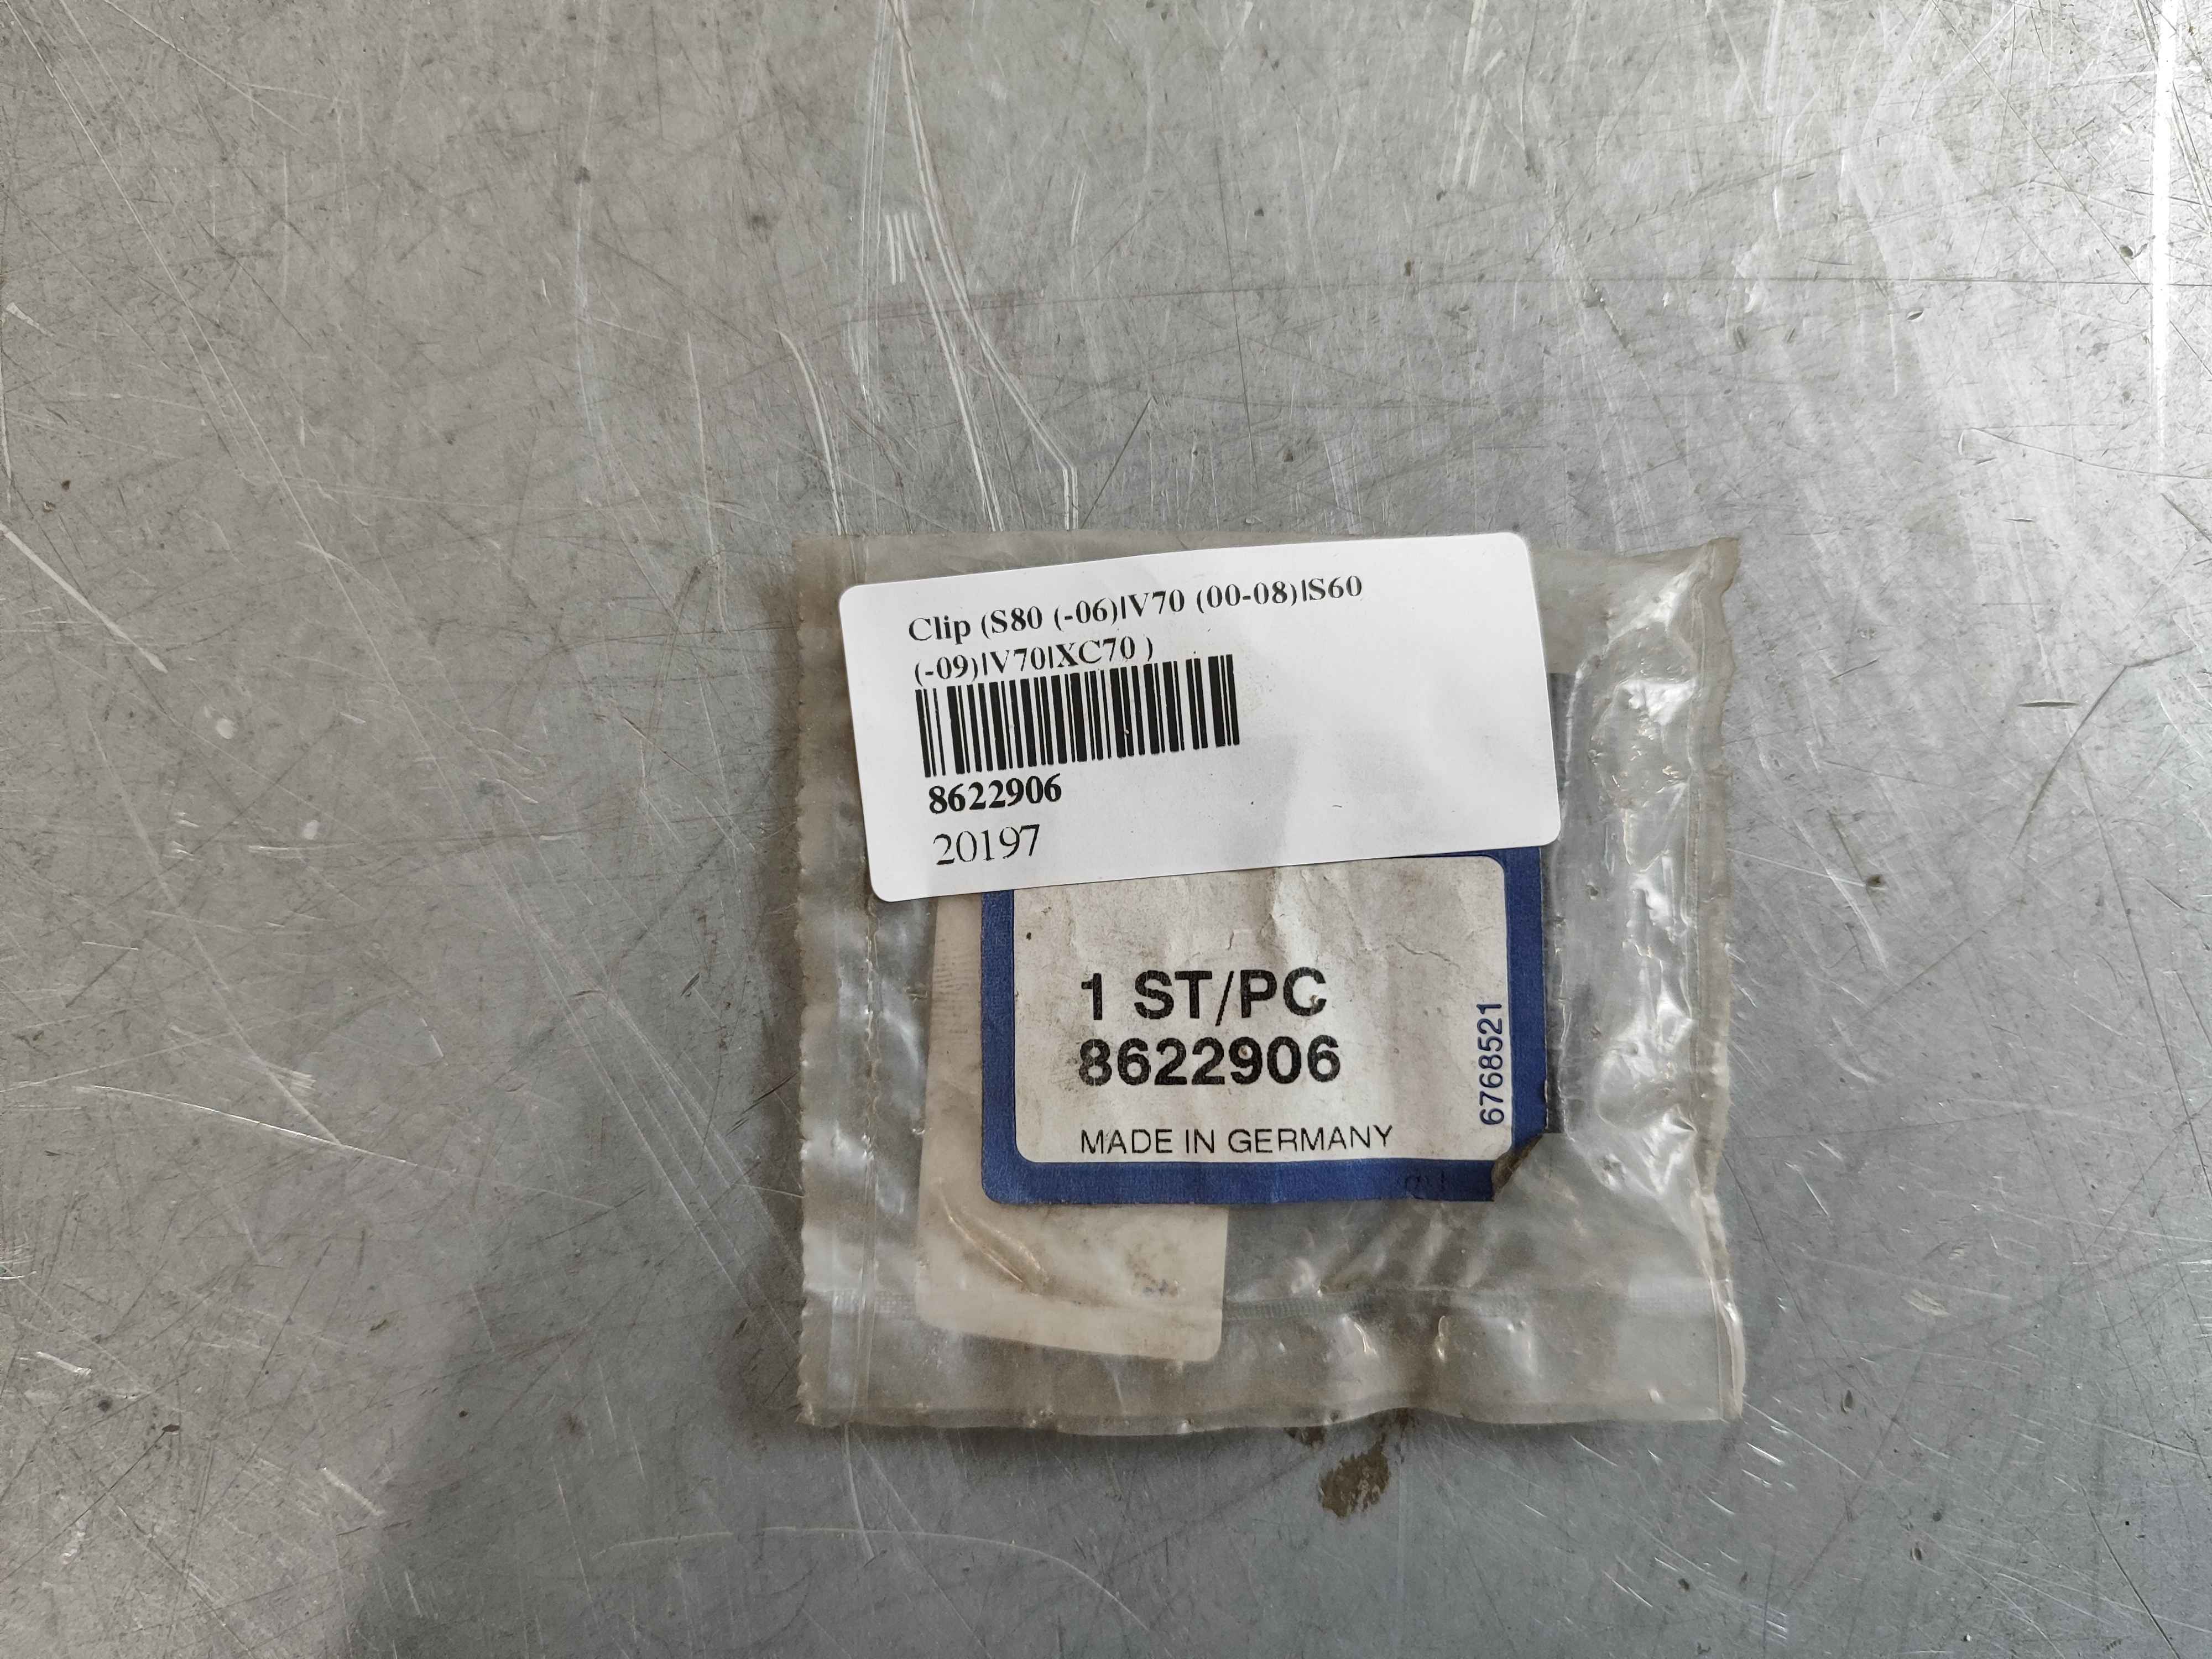 Clip (S80 (-06)|V70 (00-08)|S60
(-09)|V70|XC70 )
8622906
20197
1 ST/PC
8622906
MADE IN GERMANY
6768521